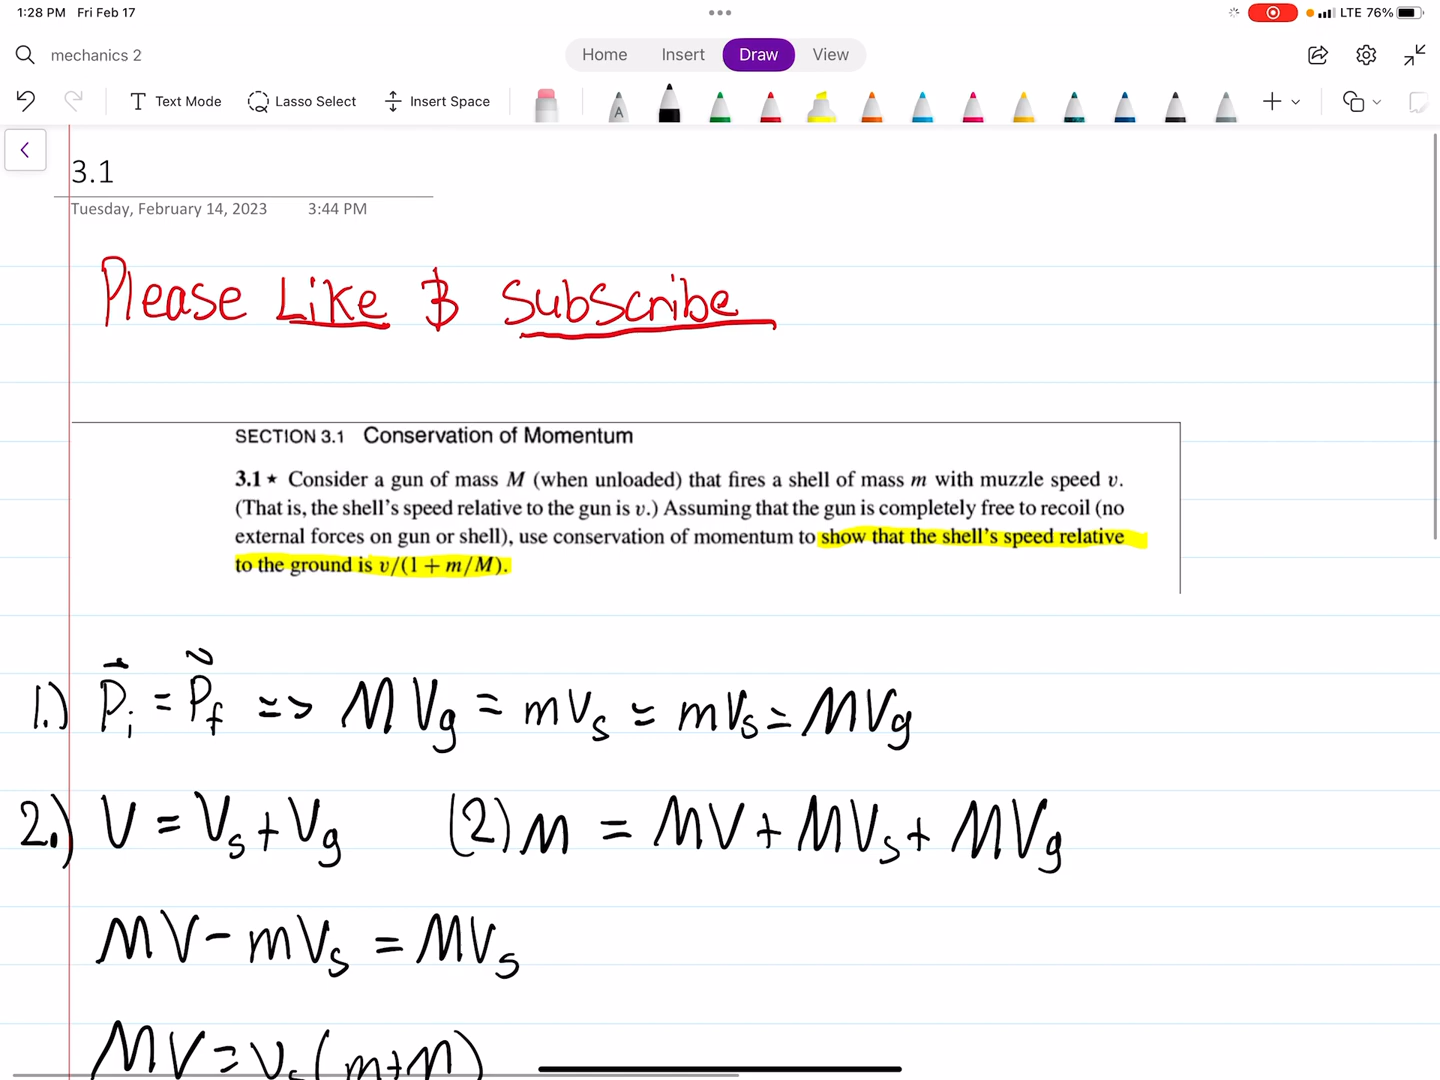 1:28 PM Fri Feb 17
LTE 76%
mechanics 2
Home Insert Draw View
Text Mode Lasso Select Insert Space
A
3.1
Tuesday, February 14, 2023 3:44 PM
Please Like & Subscribe
SECTION 3.1 Conservation of Momentum
3.1 ⋆ Consider a gun of mass M (when unloaded) that fires a shell of mass m with muzzle speed v.
(That is, the shell's speed relative to the gun is v.) Assuming that the gun is completely free to recoil (no
external forces on gun or shell), use conservation of momentum to show that the shell's speed relative
to the ground is v/(1 + m/M).
1.) P⃗i = P⃗f => MVg = mVs = mVs = MVg
2.) V = Vs + Vg (2) M = MV + MVs + MVg
MV - mVs = MVs
MV = Vs (m+M)